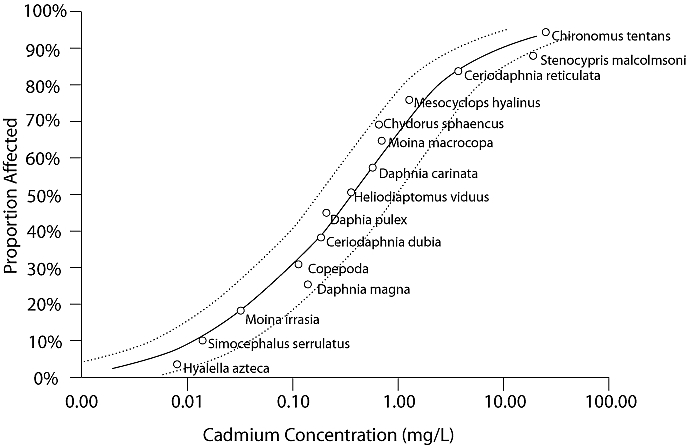 100%
90%
80%
70%
60%
50%
40%
30%
20%
10%
0%
Proportion Affected
Chironomus tentans
Stenocypris malcolmsoni
Ceriodaphnia reticulata
Mesocyclops hyalinus
Chydorus sphaencus
Moina macrocopa
Daphnia carinata
Heliodiaptomus viduus
Daphia pulex
Ceriodaphnia dubia
Copepoda
Daphnia magna
Moina irrasia
Simocephalus serrulatus
Hyalella azteca
0.00 0.01 0.10 1.00 10.00 100.00
Cadmium Concentration (mg/L)